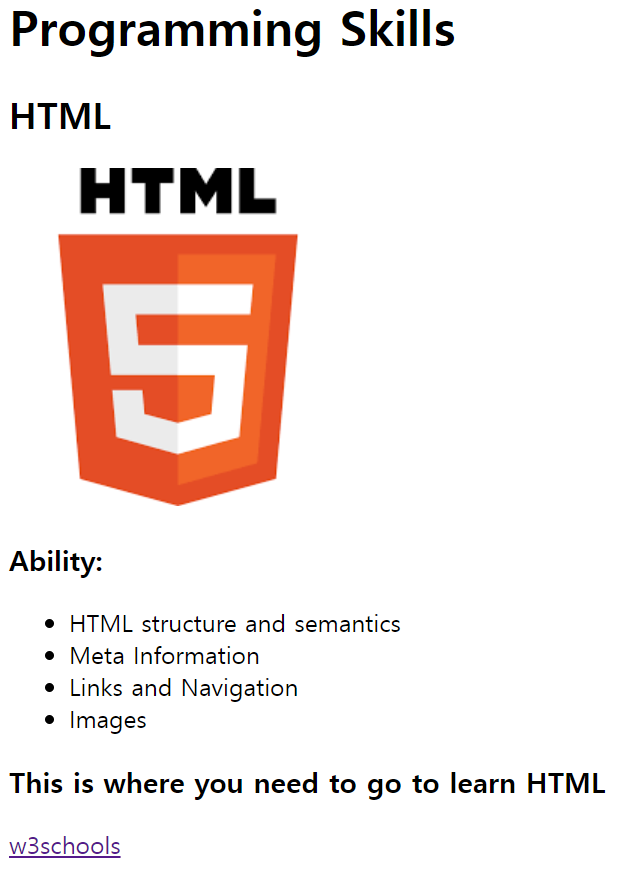 Programming Skills
HTML
HTML
5
Ability:
HTML structure and semantics
Meta Information
Links and Navigation
Images
This is where you need to go to learn HTML
w3schools